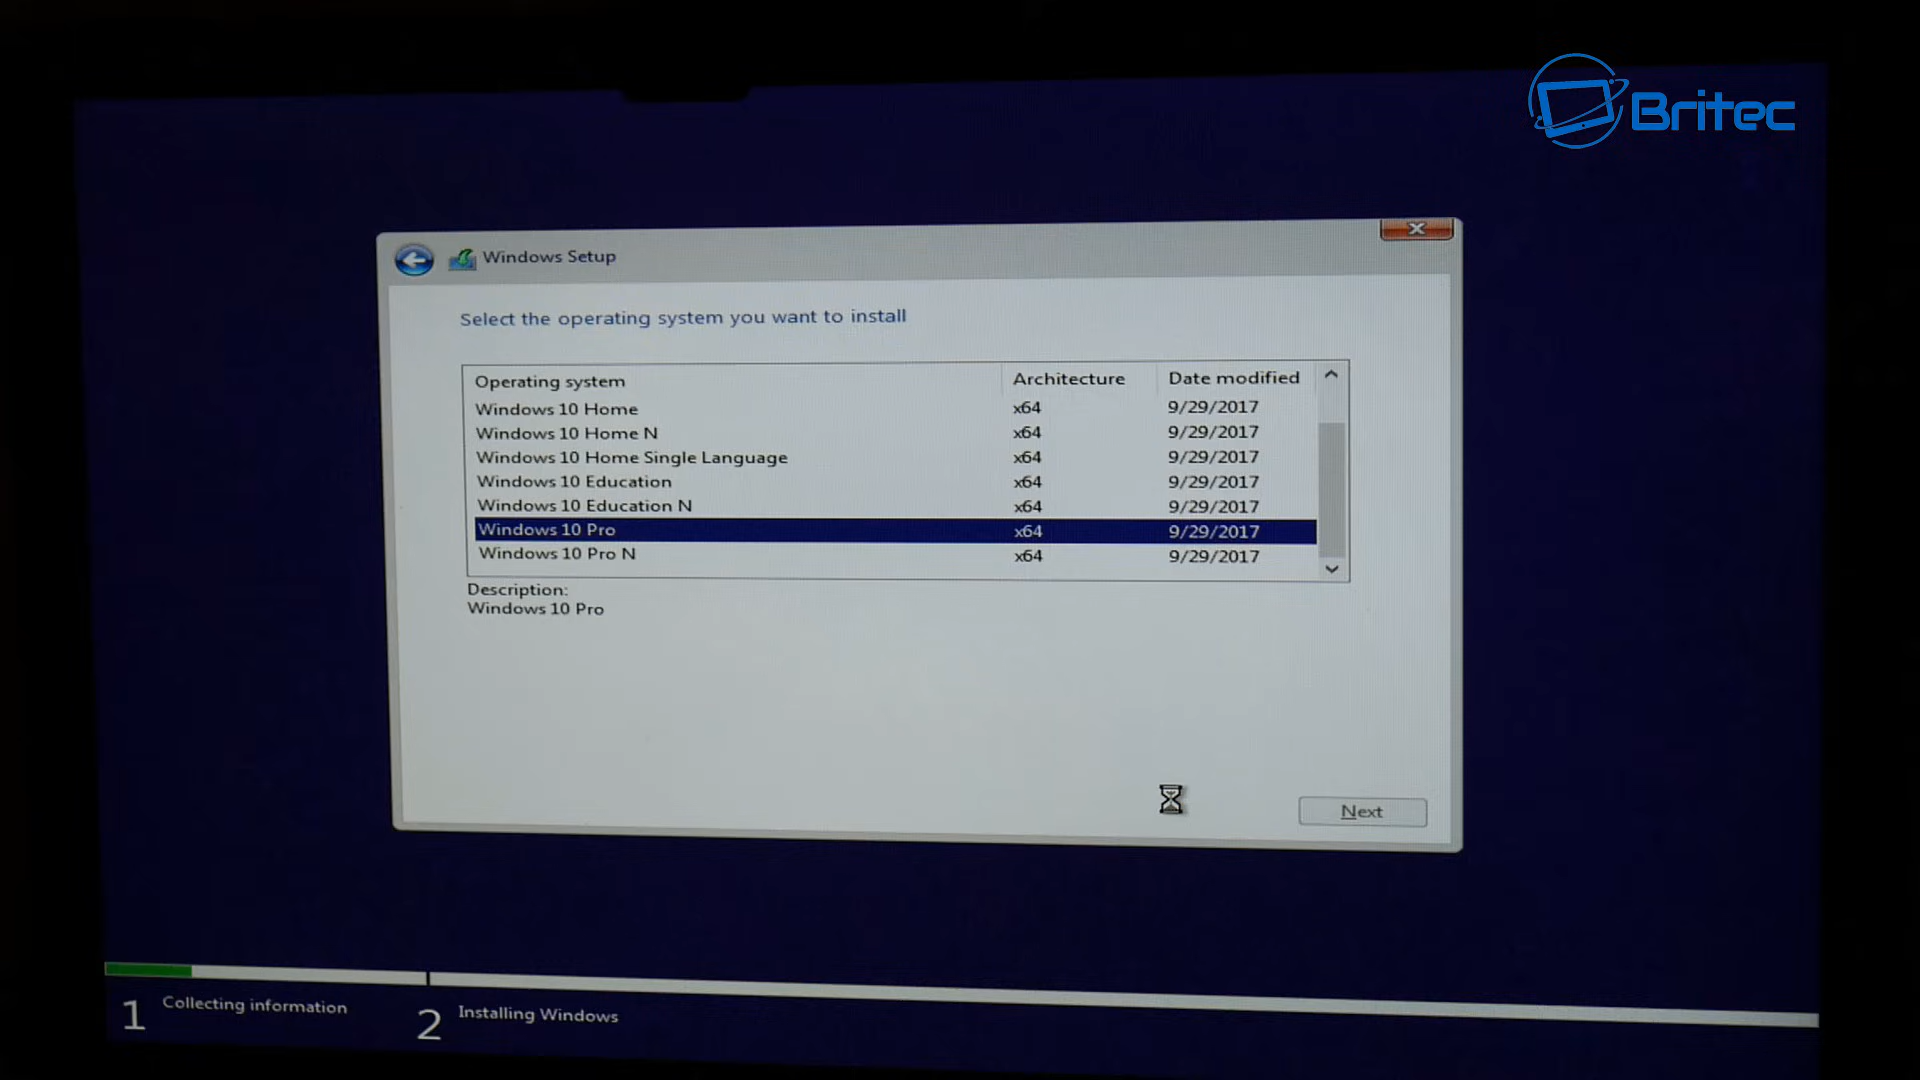 Britec
Windows Setup
Select the operating system you want to install
Operating system Architecture Date modified
Windows 10 Home x64 9/29/2017
Windows 10 Home N x64 9/29/2017
Windows 10 Home Single Language x64 9/29/2017
Windows 10 Education x64 9/29/2017
Windows 10 Education N x64 9/29/2017
Windows 10 Pro x64 9/29/2017
Windows 10 Pro N x64 9/29/2017
Description:
Windows 10 Pro
Next
1 Collecting information
2 Installing Windows